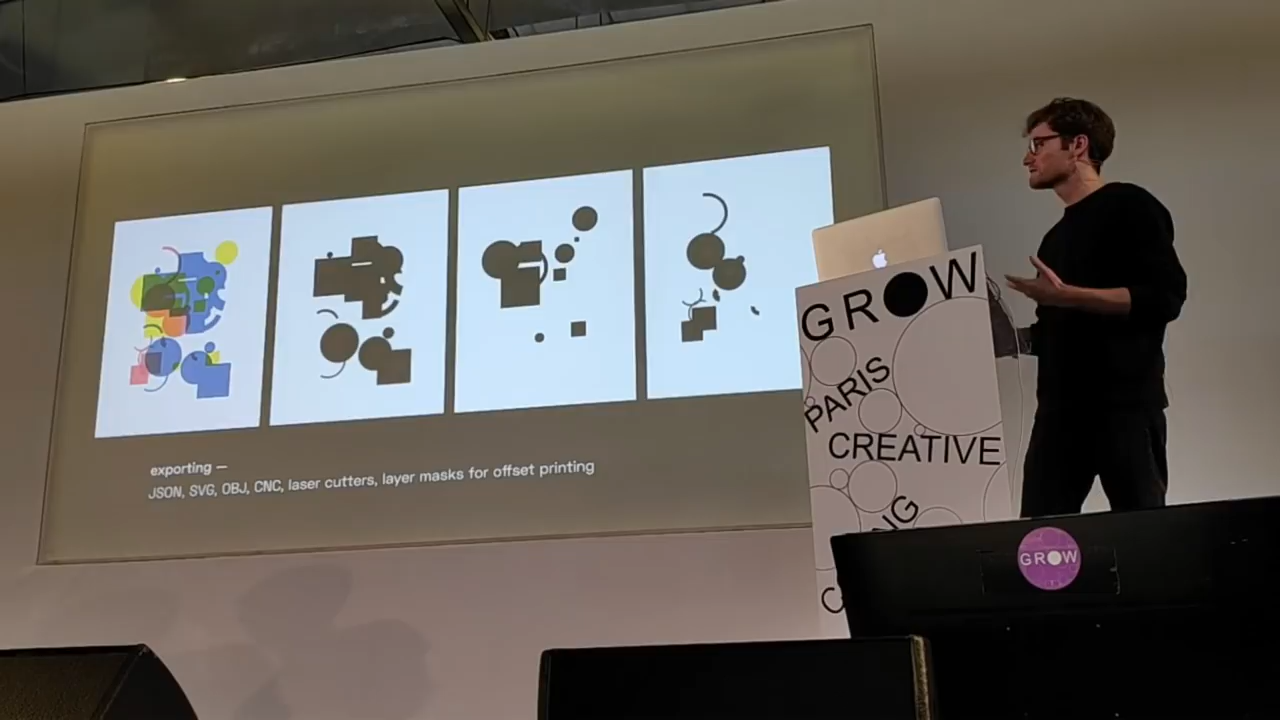 exporting —
JSON, SVG, OBJ, CNC, laser cutters, layer masks for offset printing
GROW
PARIS
CREATIVE
GROW